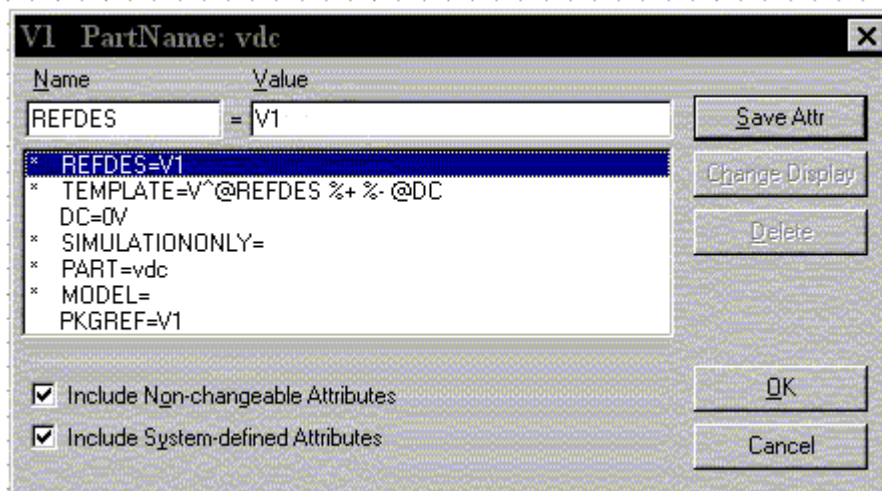 V1 PartName: vdc
Name Value
REFDES = V1 Save Attr
* REFDES=V1
* TEMPLATE=V^@REFDES %+ %- @DC
DC=0V
* SIMULATIONONLY=
* PART=vdc
* MODEL=
PKGREF=V1
Change Display
Delete
Include Non-changeable Attributes
Include System-defined Attributes
OK
Cancel